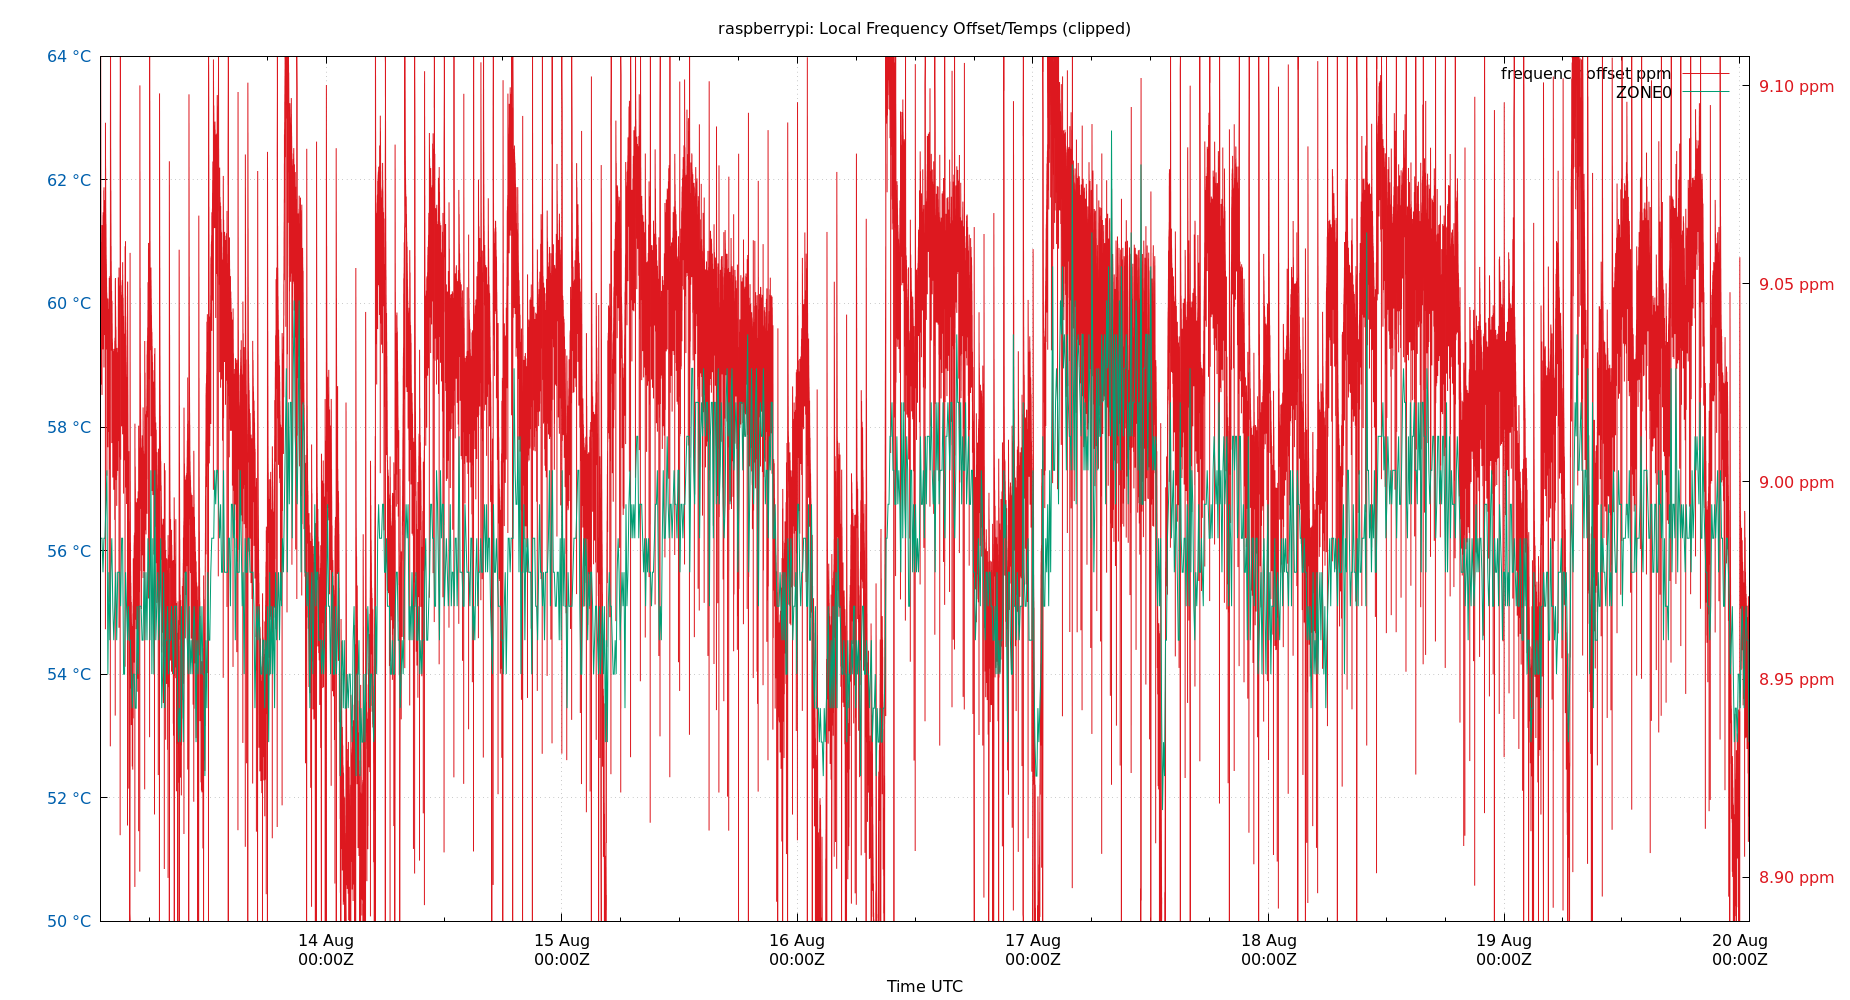 raspberrypi: Local Frequency Offset/Temps (clipped)
64 °C
62 °C
60 °C
58 °C
56 °C
54 °C
52 °C
50 °C
frequency offset ppm
ZONE0
9.10 ppm
9.05 ppm
9.00 ppm
8.95 ppm
8.90 ppm
14 Aug
00:00Z
15 Aug
00:00Z
16 Aug
00:00Z
17 Aug
00:00Z
18 Aug
00:00Z
19 Aug
00:00Z
20 Aug
00:00Z
Time UTC